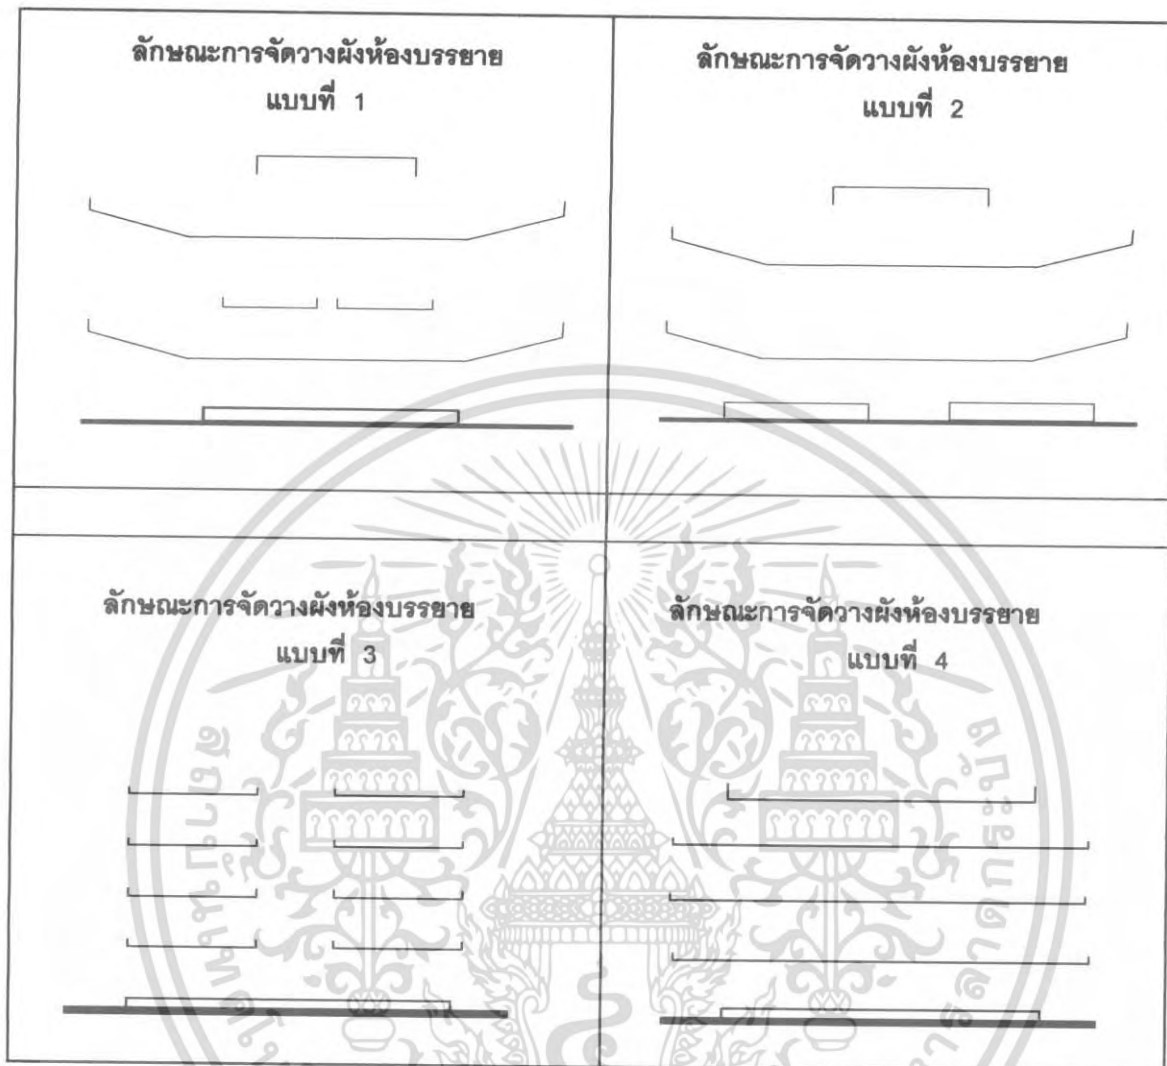 ลักษณะการจัดวางผังห้องบรรยาย
แบบที่ 1
ลักษณะการจัดวางผังห้องบรรยาย
แบบที่ 2
ลักษณะการจัดวางผังห้องบรรยาย
แบบที่ 3
ลักษณะการจัดวางผังห้องบรรยาย
แบบที่ 4